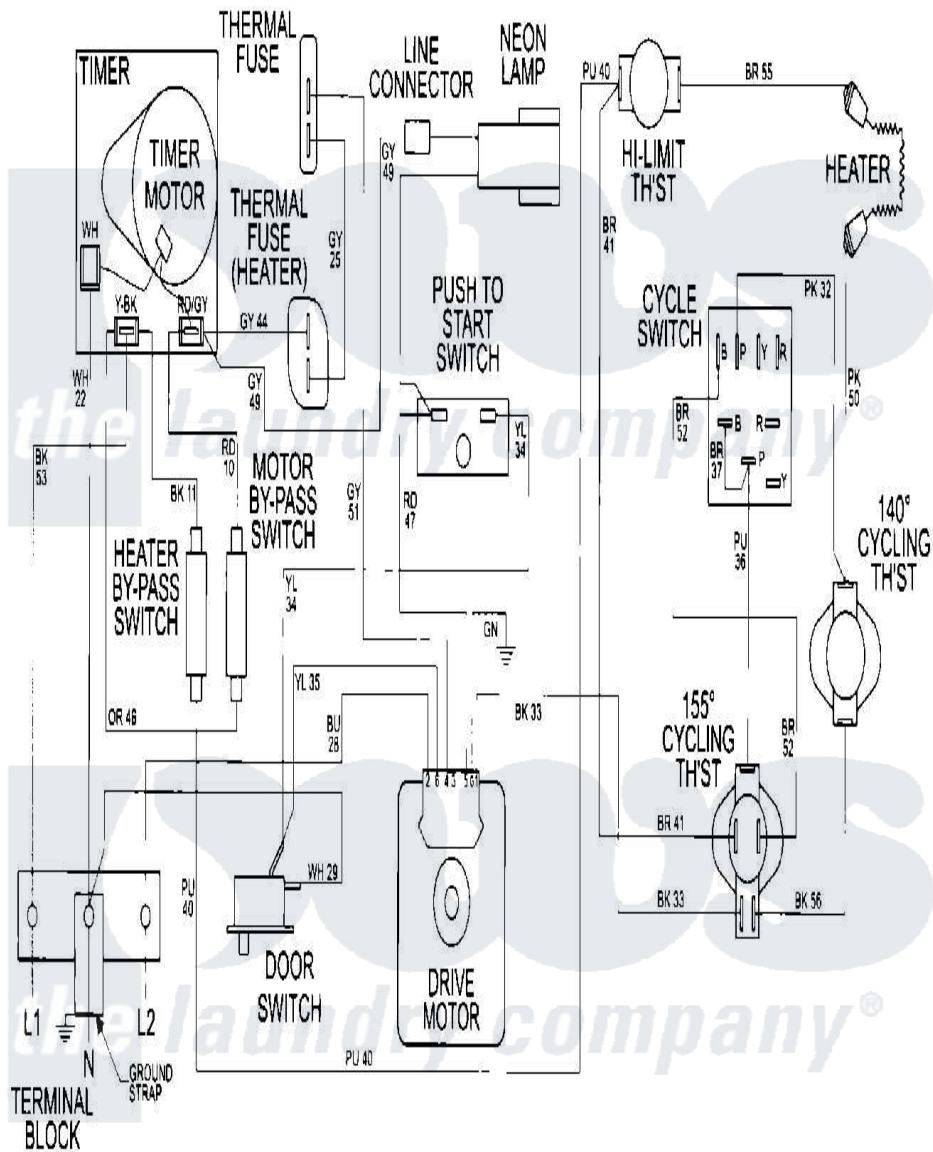 THERMAL
FUSE
LINE
CONNECTOR
NEON
LAMP
TIMER
TIMER
MOTOR
WH
Y-BK
RD/GY
GY 44
THERMAL
FUSE
(HEATER)
GY
25
GY
49
GY
49
PU 40
BR 55
HI-LIMIT
TH'ST
HEATER
BR
41
PUSH TO
START
SWITCH
CYCLE
SWITCH
PK 32
PK
50
B
P
Y
R
B
R
P
Y
BR
52
BR
37
WH
22
BK
53
BK 11
RD
10
MOTOR
BY-PASS
SWITCH
HEATER
BY-PASS
SWITCH
GY
51
RD
47
YL
34
YL
34
GN
PU
36
140°
CYCLING
TH'ST
155°
CYCLING
TH'ST
BR
52
OR 46
YL 35
BU
28
BK 33
2 6 4 3 5 G 1
BR 41
BK 33
BK 56
WH 29
PU
40
DOOR
SWITCH
DRIVE
MOTOR
L1
N
L2
GROUND
STRAP
TERMINAL
BLOCK
PU 40
the laundry company®
the laundry company®